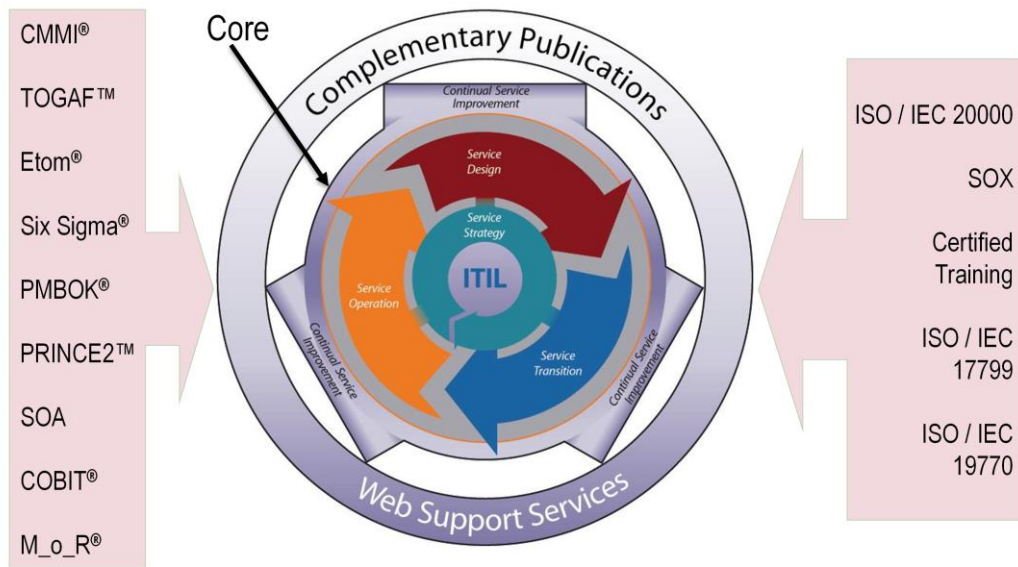 CMMI®
TOGAF™
Etom®
Six Sigma®
PMBOK®
PRINCE2™
SOA
COBIT®
M_o_R®
Core
Complementary Publications
Continual Service
Improvement
Service
Design
Service
Strategy
ITIL
Service
Operation
Service
Transition
Continual Service
Improvement
Continual Service
Improvement
Web Support Services
ISO / IEC 20000
SOX
Certified
Training
ISO / IEC
17799
ISO / IEC
19770